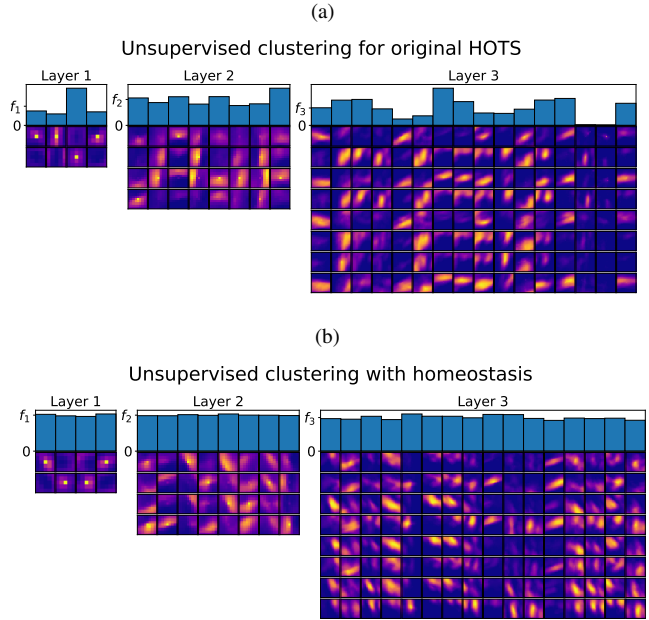 (a)
Unsupervised clustering for original HOTS
Layer 1 Layer 2 Layer 3
f1 f2 f3
0 0 0
(b)
Unsupervised clustering with homeostasis
Layer 1 Layer 2 Layer 3
f1 f2 f3
0 0 0